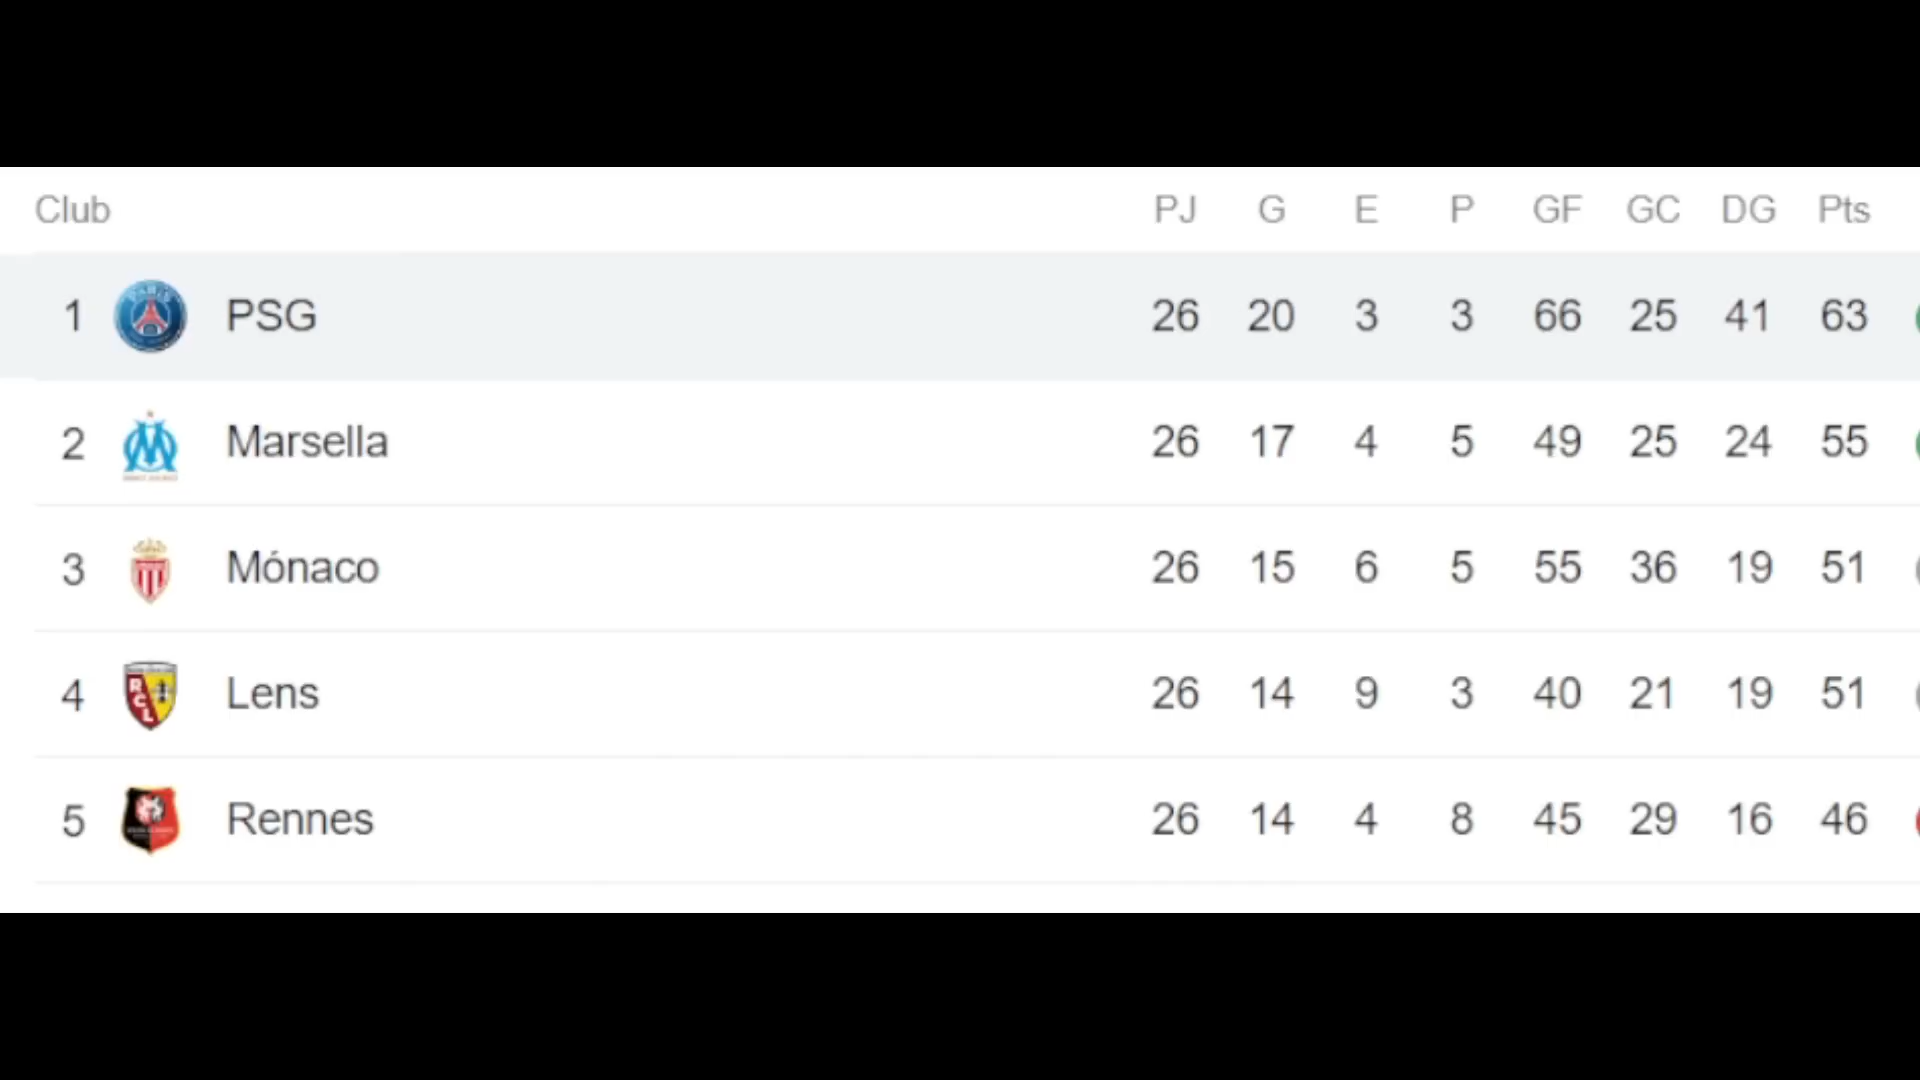 Club PJ G E P GF GC DG Pts
1 PSG 26 20 3 3 66 25 41 63
2 Marsella 26 17 4 5 49 25 24 55
3 Mónaco 26 15 6 5 55 36 19 51
4 RCL Lens 26 14 9 3 40 21 19 51
5 Rennes 26 14 4 8 45 29 16 46